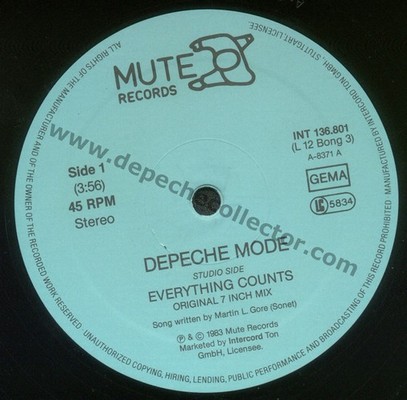 MUTE
RECORDS
INT 136.801
(L 12 Bong 3)
A-8371 A
Side 1
(3:56)
45 RPM
Stereo
GEMA
LC 5834
www.depechecollector.com
DEPECHE MODE
STUDIO SIDE
EVERYTHING COUNTS
ORIGINAL 7 INCH MIX
Song written by Martin L. Gore (Sonet)
Ⓟ & © 1983 Mute Records
Marketed by Intercord Ton
GmbH, Licensee.
ALL RIGHTS OF THE MANUFACTURER AND OF THE OWNER OF THE RECORDED WORK RESERVED. UNAUTHORIZED COPYING, HIRING, LENDING, PUBLIC PERFORMANCE AND BROADCASTING OF THIS RECORD PROHIBITED
MANUFACTURED BY INTERCORD TON GMBH, STUTTGART, LICENSEE.